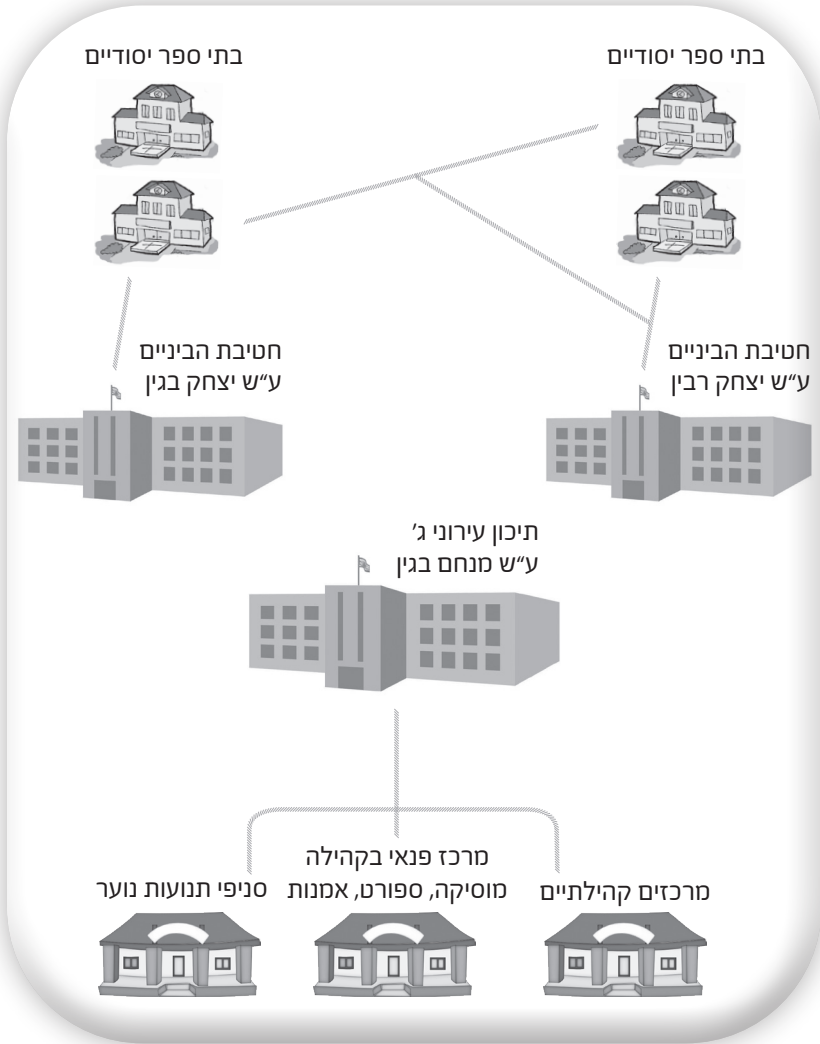 בתי ספר יסודיים
בתי ספר יסודיים
חטיבת הביניים
ע"ש יצחק רבין
חטיבת הביניים
ע"ש יצחק בגין
תיכון עירוני ג'
ע"ש מנחם בגין
מרכזים קהילתיים
מרכז פנאי בקהילה
מוסיקה, ספורט, אמנות
סניפי תנועות נוער